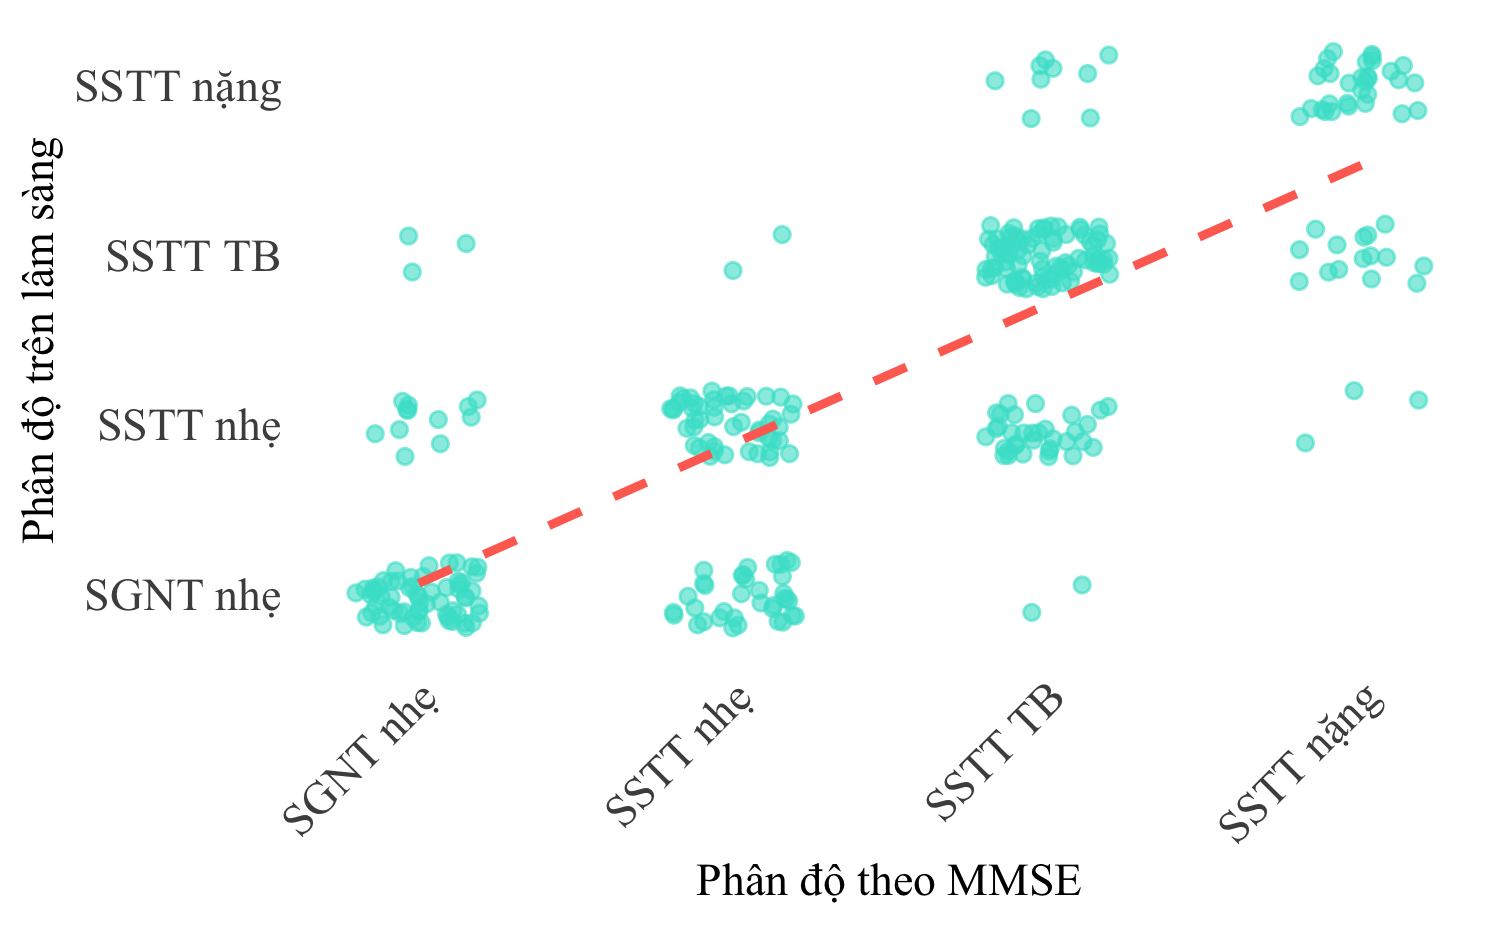 SSTT nặng
SSTT TB
SSTT nhẹ
SGNT nhẹ
Phân độ trên lâm sàng
SGNT nhẹ
SSTT nhẹ
SSTT TB
SSTT nặng
Phân độ theo MMSE